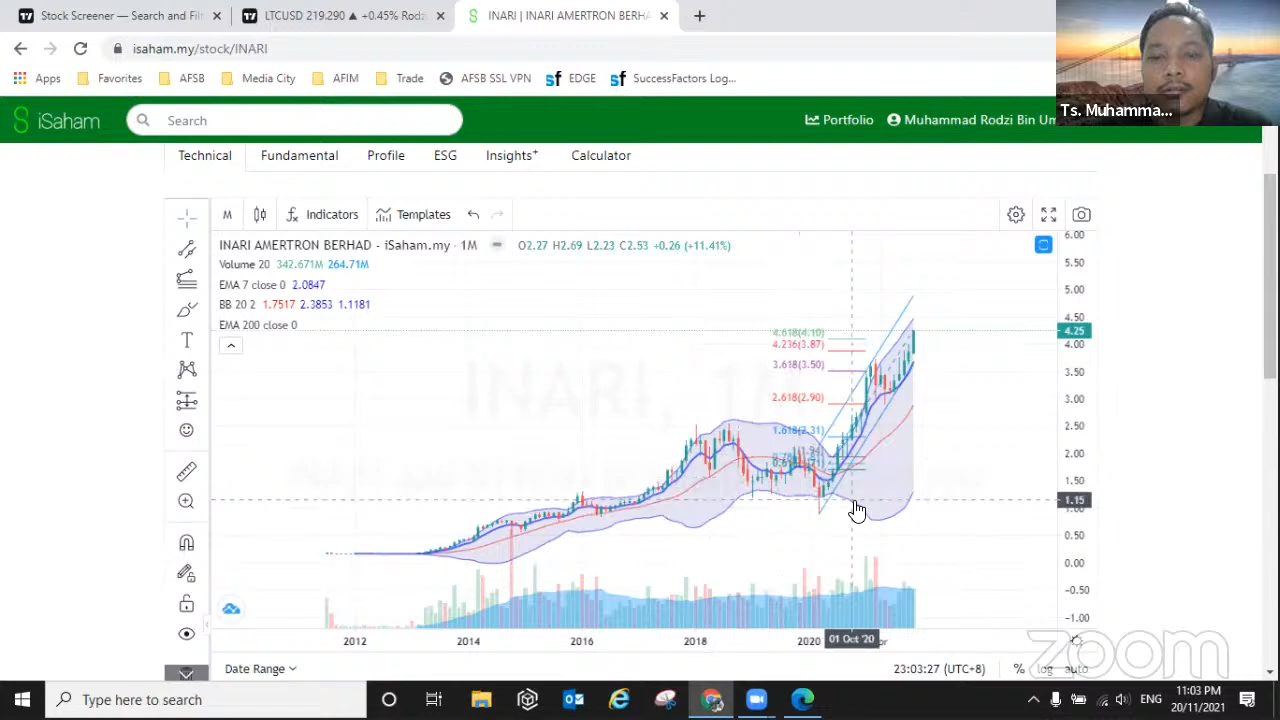 Stock Screener — Search and Filt
LTCUSD 219.290 ▲ +0.45% Rodz
INARI | INARI AMERTRON BERHA
isaham.my/stock/INARI
Apps Favorites AFSB Media City AFIM Trade AFSB SSL VPN EDGE SuccessFactors Log...
Ts. Muhamma...
iSaham Search Portfolio Muhammad Rodzi Bin Um
Technical Fundamental Profile ESG Insights+ Calculator
M Indicators Templates
INARI AMERTRON BERHAD - iSaham.my · 1M O2.27 H2.69 L2.23 C2.53 +0.26 (+11.41%)
Volume 20 342.671M 264.71M
EMA 7 close 0 2.0847
BB 20 2 1.7517 2.3853 1.1181
EMA 200 close 0
INARI, 1M
6.00
5.50
5.00
4.50
4.25
4.00
3.50
3.00
2.50
2.00
1.50
1.15
1.00
0.50
0.00
−0.50
−1.00
4.618(4.10)
4.236(3.87)
3.618(3.50)
2.618(2.90)
1.618(2.31)
2012 2014 2016 2018 2020 01 Oct '20
Date Range 23:03:27 (UTC+8) % log auto
zoom
Type here to search
ENG
11:03 PM
20/11/2021